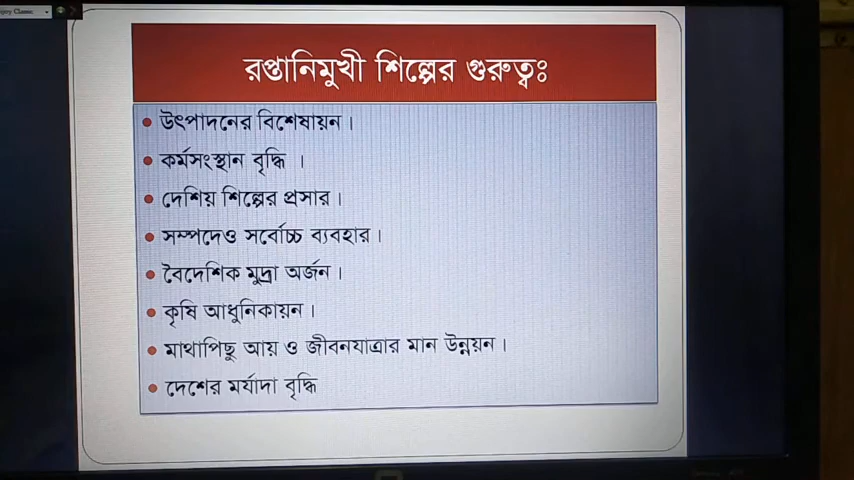 রপ্তানিমুখী শিল্পের গুরুত্বঃ
উৎপাদনের বিশেষায়ন।
কর্মসংস্থান বৃদ্ধি ।
দেশিয় শিল্পের প্রসার।
সম্পদেও সর্বোচ্চ ব্যবহার।
বৈদেশিক মুদ্রা অর্জন।
কৃষি আধুনিকায়ন।
মাথাপিছু আয় ও জীবনযাত্রার মান উন্নয়ন।
দেশের মর্যাদা বৃদ্ধি